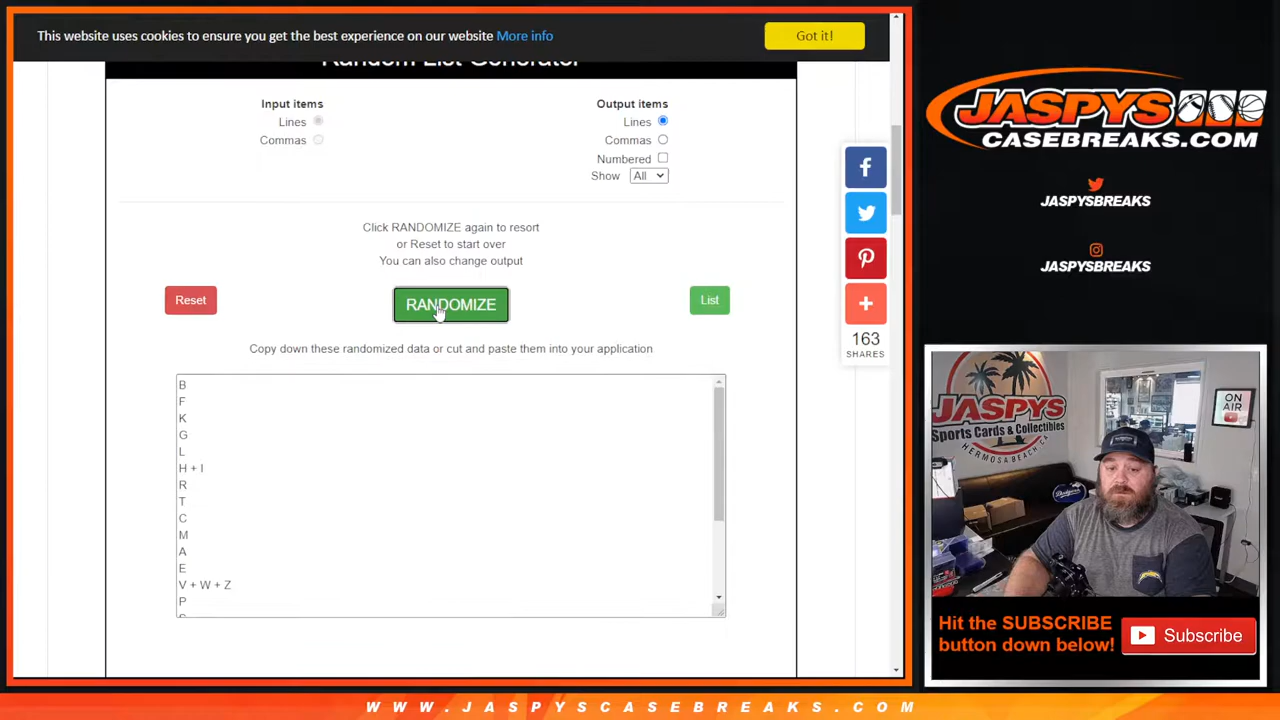 This website uses cookies to ensure you get the best experience on our website More info
Got it!
Random List Generator
Input items
Lines
Commas
Output items
Lines
Commas
Numbered
Show All
Click RANDOMIZE again to resort
or Reset to start over
You can also change output
Reset
RANDOMIZE
List
Copy down these randomized data or cut and paste them into your application
B
F
K
G
L
H + I
R
T
C
M
A
E
V + W + Z
P
163
SHARES
JASPYS
CASEBREAKS.COM
JASPYSBREAKS
JASPYSBREAKS
JASPYS
Sports Cards & Collectibles
HERMOSA BEACH, CA
ON
AIR
Dodgers
Hit the SUBSCRIBE
button down below!
Subscribe
WWW.JASPYSCASEBREAKS.COM